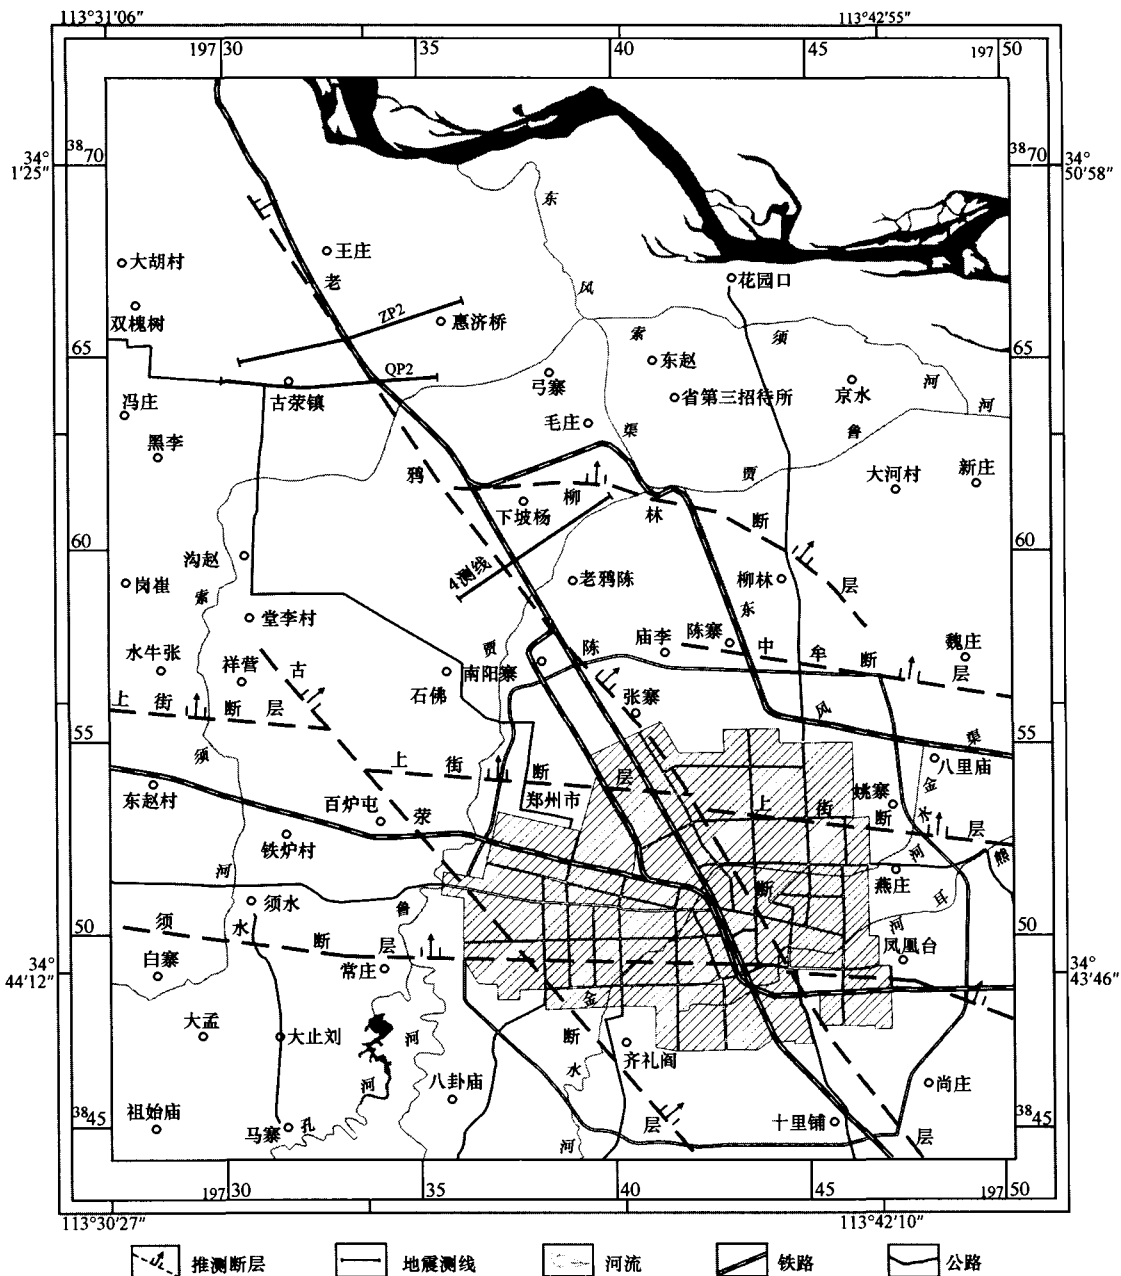 113°31′06″ 113°42′55″
197 30 35 40 45 197 50
34° 1′25″ 38 70 38 70 34° 50′58″
东
王庄
大胡村
老
花园口
风
双槐树
ZP2
惠济桥
索
须
65 65
东赵
QP2
弓寨
京水
河
古荥镇
省第三招待所
河
冯庄
毛庄
渠
鲁
黑李
鸦
柳
贾
大河村
新庄
下坡杨
林
断
60 60
沟赵
4测线
岗崔
索
老鸦陈
柳林
层
堂李村
东
贾
陈
庙李
陈寨
水牛张
祥营
古
南阳寨
中
牟
断
魏庄
层
石佛
张寨
上 街 断 层
风
55 55
须
渠
上 街 断 层
八里庙
金
东赵村
郑州市
上
姚寨
断
水
层
百炉屯
荥
铁炉村
河
熊
河
断
燕庄
耳
须水
鲁
河
50 50
须 水 断 层
凤凰台
白寨
常庄
34° 44′12″ 34° 43′46″
金
大孟
大止刘
河
断
水
齐礼阎
河
八卦庙
尚庄
38 45 38 45
祖始庙
马寨
孔
层
河
十里铺
层
197 30 35 40 45 197 50
113°30′27″ 113°42′10″
推测断层 地震测线 河流 铁路 公路